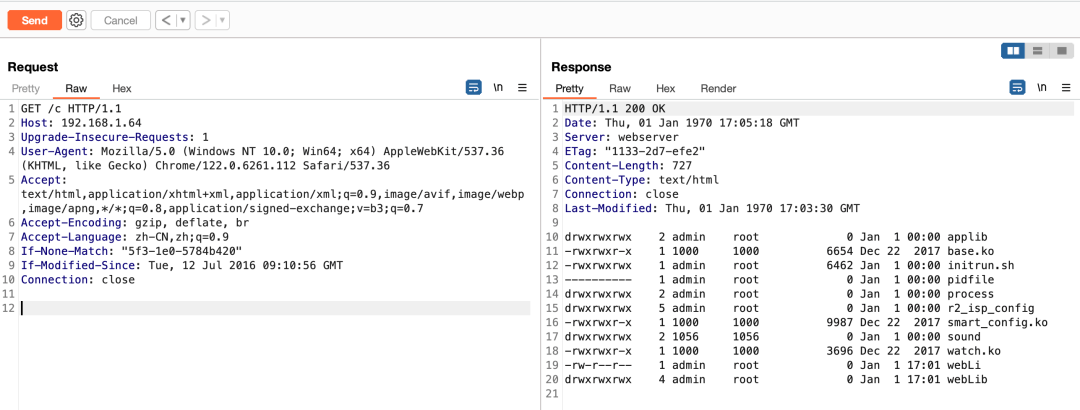 Send
Cancel
<
>
Request
Pretty
Raw
Hex
\n
1 GET /c HTTP/1.1
2 Host: 192.168.1.64
3 Upgrade-Insecure-Requests: 1
4 User-Agent: Mozilla/5.0 (Windows NT 10.0; Win64; x64) AppleWebKit/537.36
(KHTML, like Gecko) Chrome/122.0.6261.112 Safari/537.36
5 Accept:
text/html,application/xhtml+xml,application/xml;q=0.9,image/avif,image/webp
,image/apng,*/*;q=0.8,application/signed-exchange;v=b3;q=0.7
6 Accept-Encoding: gzip, deflate, br
7 Accept-Language: zh-CN,zh;q=0.9
8 If-None-Match: "5f3-1e0-5784b420"
9 If-Modified-Since: Tue, 12 Jul 2016 09:10:56 GMT
10 Connection: close
11
12
Response
Pretty
Raw
Hex
Render
\n
1 HTTP/1.1 200 OK
2 Date: Thu, 01 Jan 1970 17:05:18 GMT
3 Server: webserver
4 ETag: "1133-2d7-efe2"
5 Content-Length: 727
6 Content-Type: text/html
7 Connection: close
8 Last-Modified: Thu, 01 Jan 1970 17:03:30 GMT
9
10 drwxrwxrwx 2 admin root 0 Jan 1 00:00 applib
11 -rwxrwxr-x 1 1000 1000 6654 Dec 22 2017 base.ko
12 -rwxrwxrwx 1 admin root 6462 Jan 1 00:00 initrun.sh
13 ---------- 1 admin root 0 Jan 1 00:00 pidfile
14 drwxrwxrwx 2 admin root 0 Jan 1 00:00 process
15 drwxrwxrwx 5 admin root 0 Jan 1 00:00 r2_isp_config
16 -rwxrwxr-x 1 1000 1000 9987 Dec 22 2017 smart_config.ko
17 drwxrwxrwx 2 1056 1056 0 Jan 1 00:00 sound
18 -rwxrwxr-x 1 1000 1000 3696 Dec 22 2017 watch.ko
19 -rw-r--r-- 1 admin root 0 Jan 1 17:01 webLi
20 drwxrwxrwx 4 admin root 0 Jan 1 17:01 webLib
21